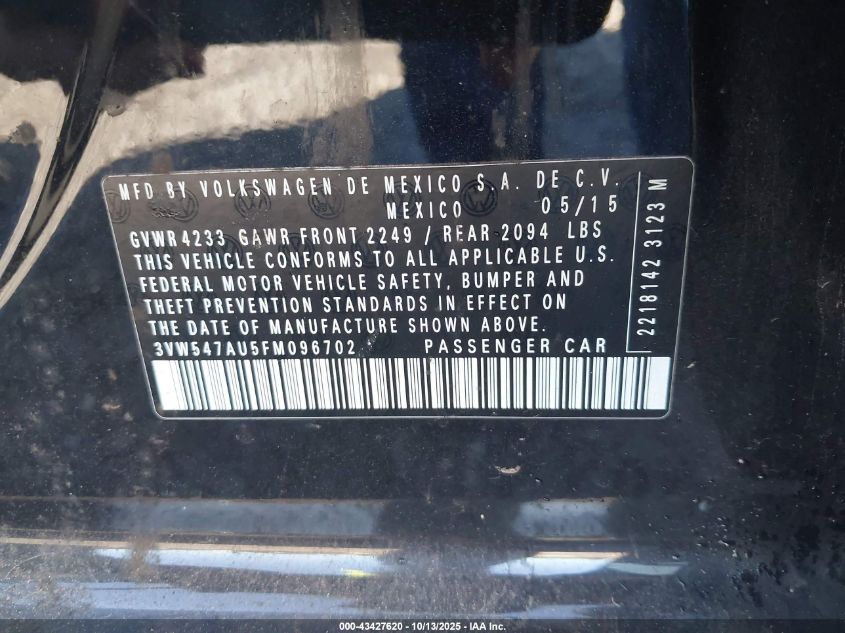 MFD BY VOLKSWAGEN DE MEXICO S.A. DE C.V.
MEXICO 05/15
GVWR 4233 GAWR FRONT 2249 / REAR 2094 LBS
THIS VEHICLE CONFORMS TO ALL APPLICABLE U.S.
FEDERAL MOTOR VEHICLE SAFETY, BUMPER AND
THEFT PREVENTION STANDARDS IN EFFECT ON
THE DATE OF MANUFACTURE SHOWN ABOVE.
3VW547AU5FM096702 PASSENGER CAR
2218142 3123 M
000-43427620 - 10/13/2025 - IAA Inc.